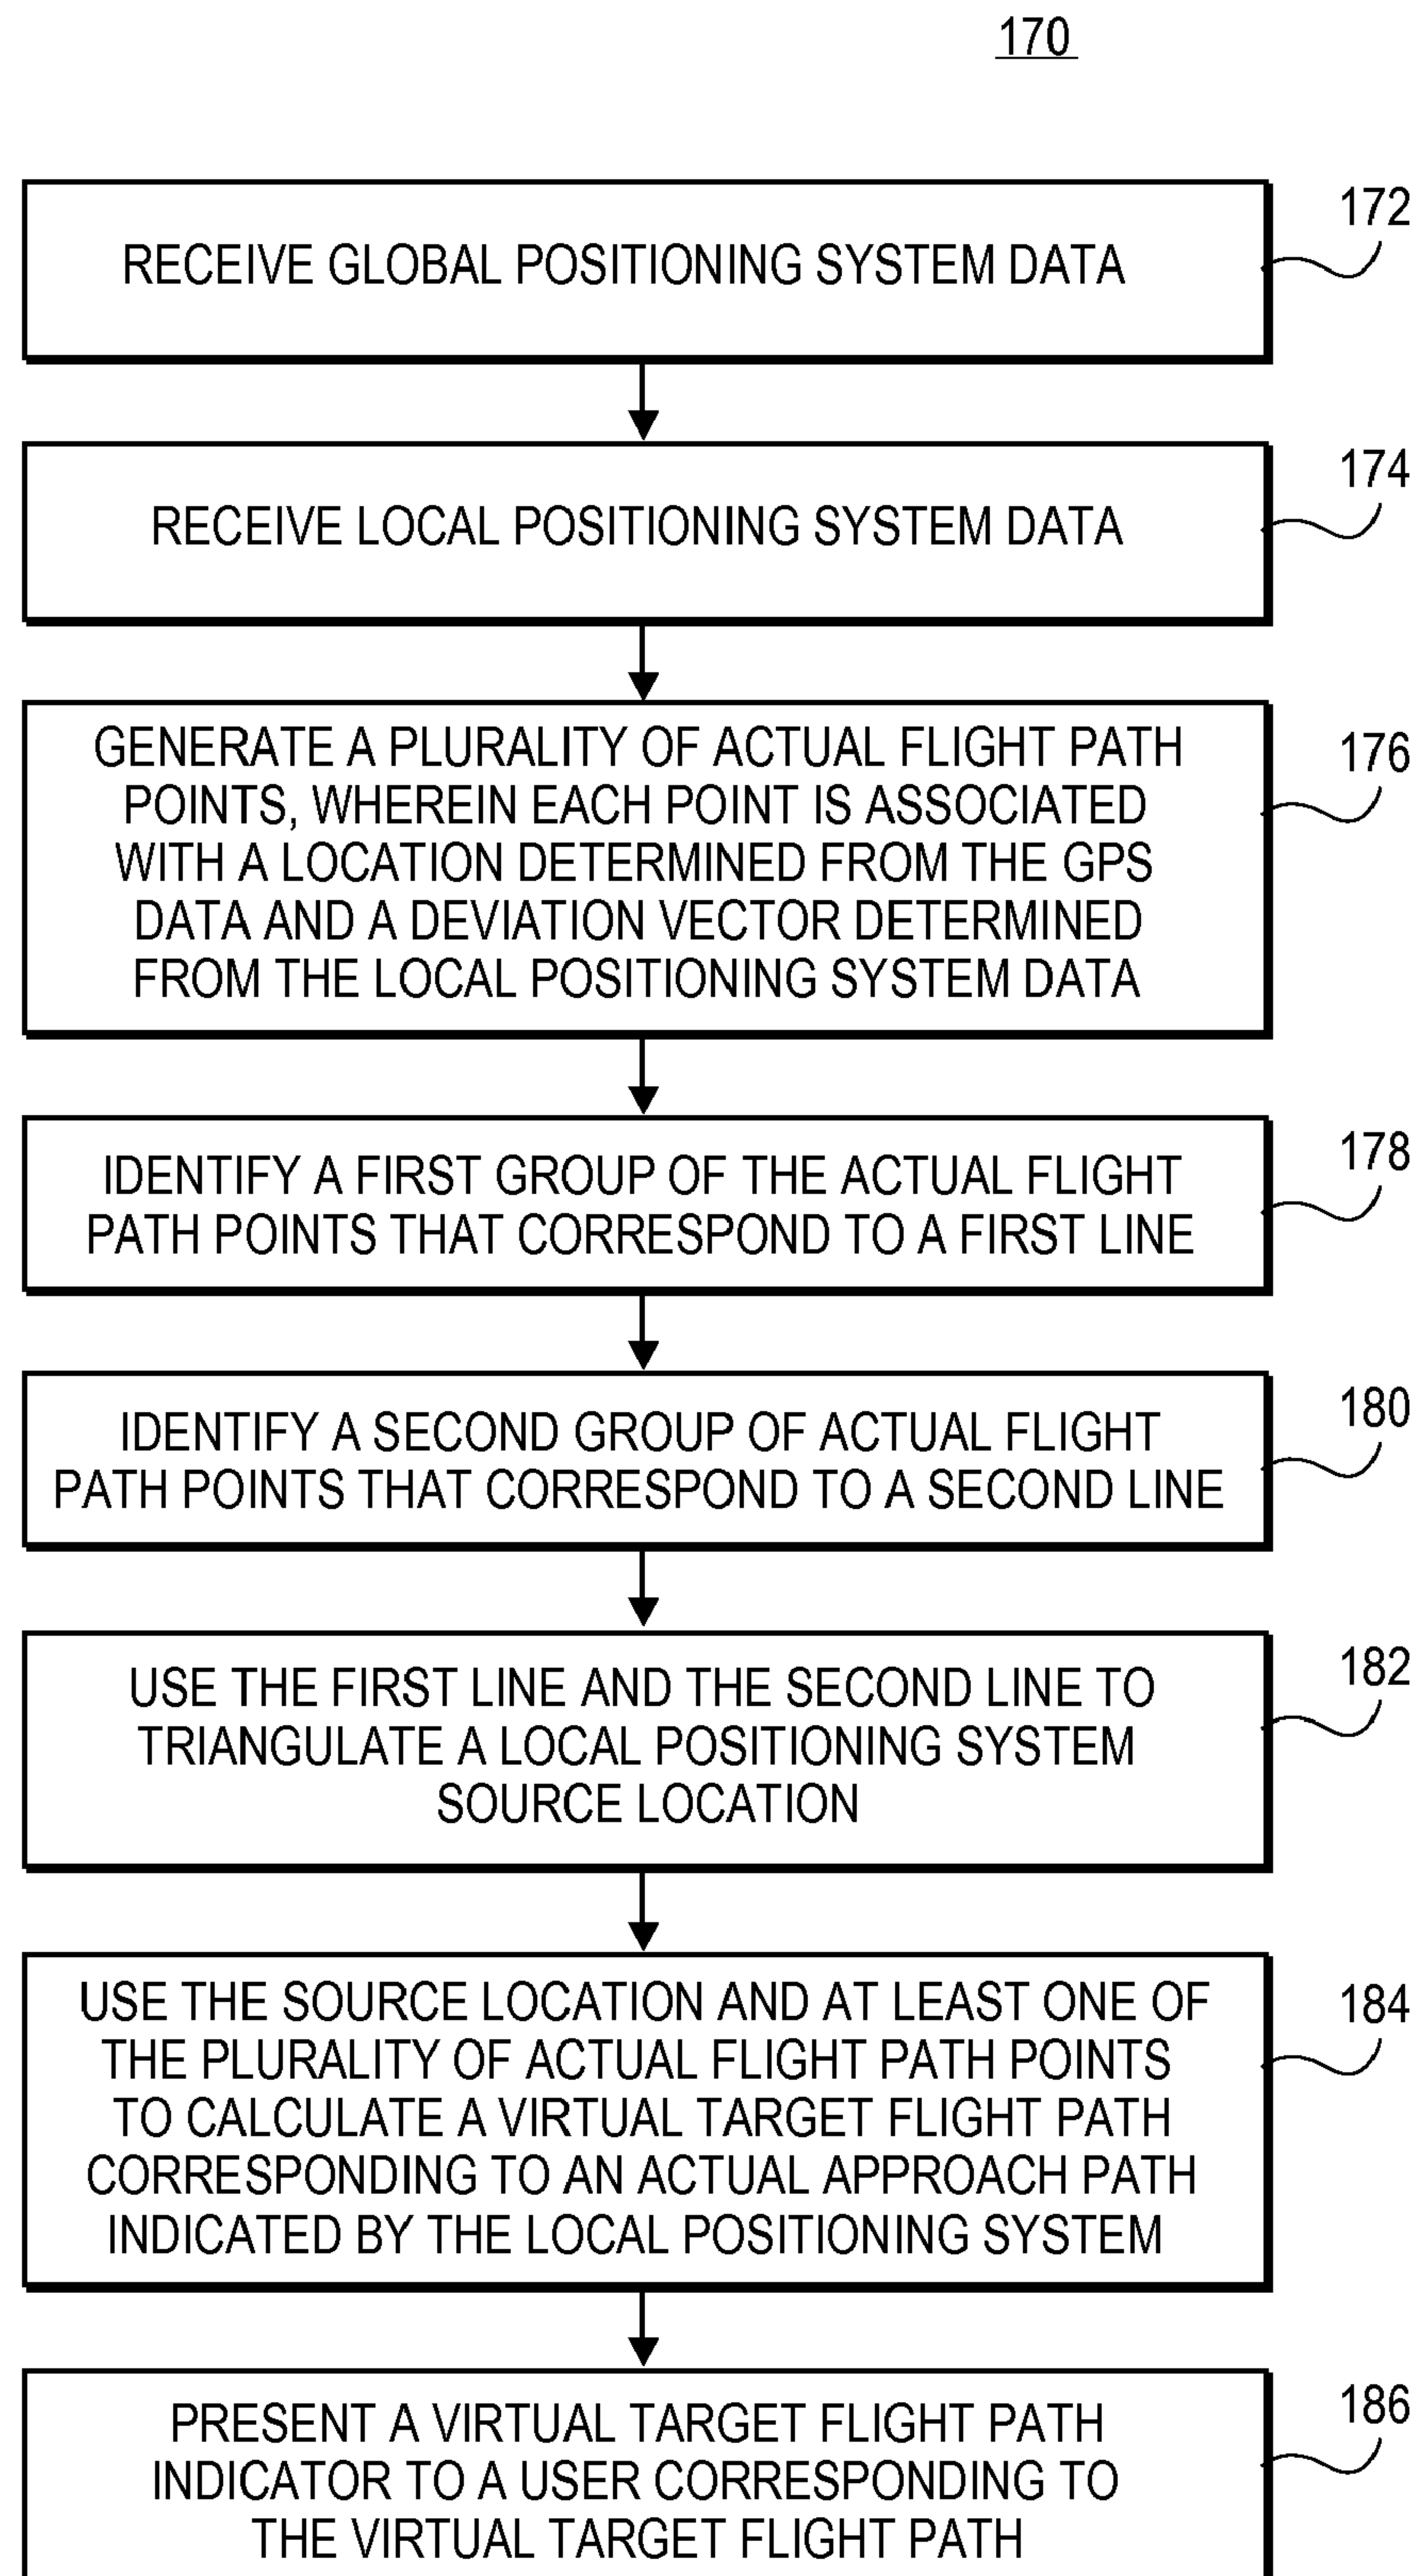 170
RECEIVE GLOBAL POSITIONING SYSTEM DATA
172
RECEIVE LOCAL POSITIONING SYSTEM DATA
174
GENERATE A PLURALITY OF ACTUAL FLIGHT PATH
POINTS, WHEREIN EACH POINT IS ASSOCIATED
WITH A LOCATION DETERMINED FROM THE GPS
DATA AND A DEVIATION VECTOR DETERMINED
FROM THE LOCAL POSITIONING SYSTEM DATA
176
IDENTIFY A FIRST GROUP OF THE ACTUAL FLIGHT
PATH POINTS THAT CORRESPOND TO A FIRST LINE
178
IDENTIFY A SECOND GROUP OF ACTUAL FLIGHT
PATH POINTS THAT CORRESPOND TO A SECOND LINE
180
USE THE FIRST LINE AND THE SECOND LINE TO
TRIANGULATE A LOCAL POSITIONING SYSTEM
SOURCE LOCATION
182
USE THE SOURCE LOCATION AND AT LEAST ONE OF
THE PLURALITY OF ACTUAL FLIGHT PATH POINTS
TO CALCULATE A VIRTUAL TARGET FLIGHT PATH
CORRESPONDING TO AN ACTUAL APPROACH PATH
INDICATED BY THE LOCAL POSITIONING SYSTEM
184
PRESENT A VIRTUAL TARGET FLIGHT PATH
INDICATOR TO A USER CORRESPONDING TO
THE VIRTUAL TARGET FLIGHT PATH
186